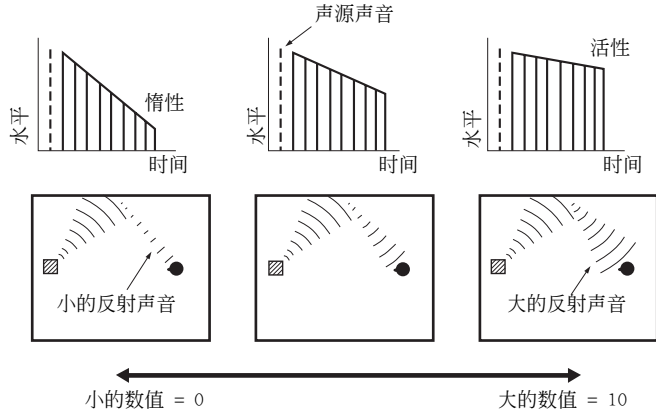 声源声音
活性
惰性
水平
水平
水平
时间
时间
时间
小的反射声音
大的反射声音
小的数值 = 0
大的数值 = 10